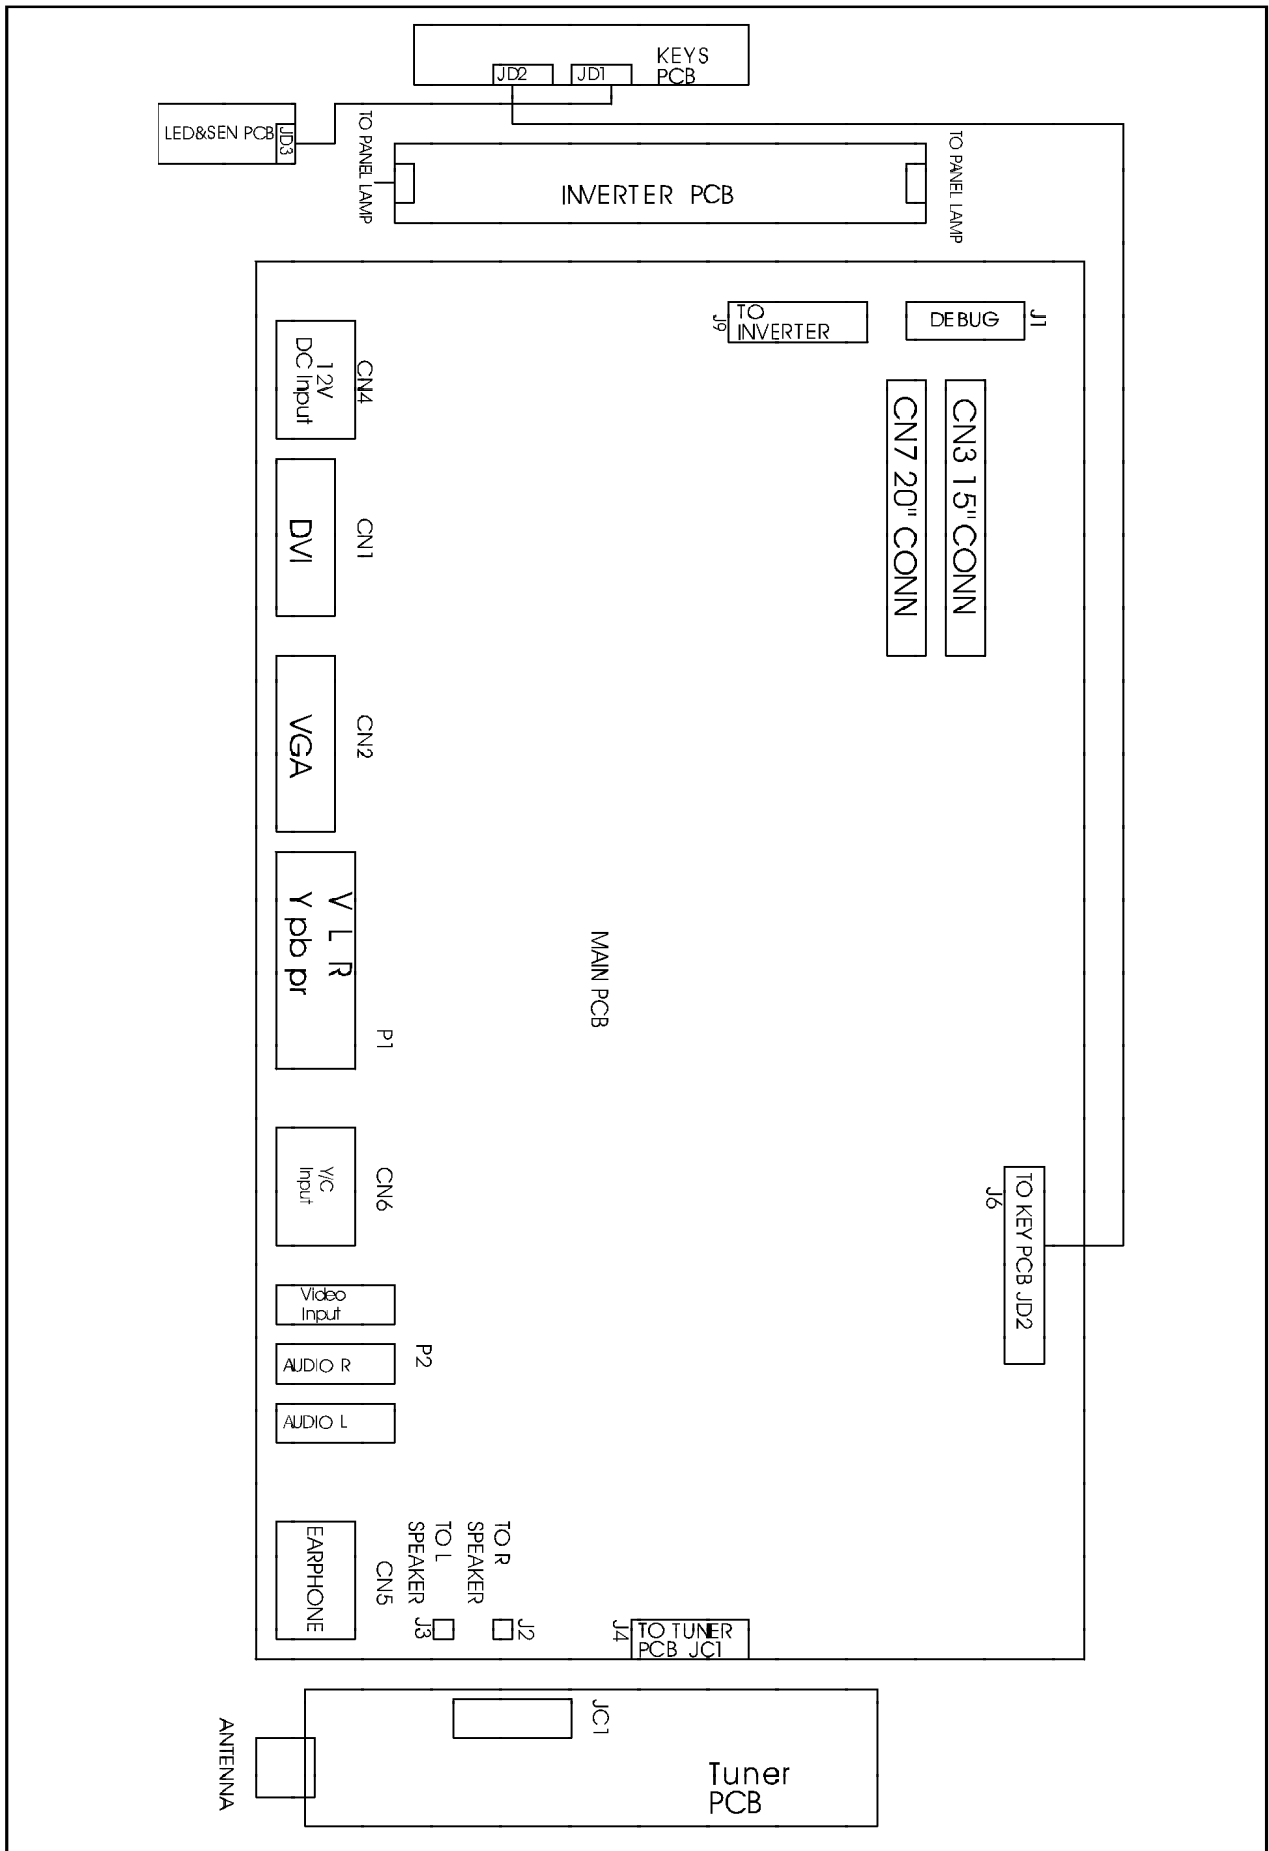 KEYS
PCB
JD2
JD1
LED&SEN PCB
JD3
TO PANEL LAMP
INVERTER PCB
TO PANEL LAMP
J9
TO
INVERTER
DEBUG
J1
12V
DC Input
CN4
CN7 20" CONN
CN3 15" CONN
DVI
CN1
VGA
CN2
V L R
Y pb pr
P1
MAIN PCB
Y/C
Input
CN6
J6
TO KEY PCB JD2
Video
Input
AUDIO R
P2
AUDIO L
EARPHONE
CN5
TO L
SPEAKER
J3
TO R
SPEAKER
J2
J4
TO TUNER
PCB JC1
JC1
ANTENNA
Tuner
PCB